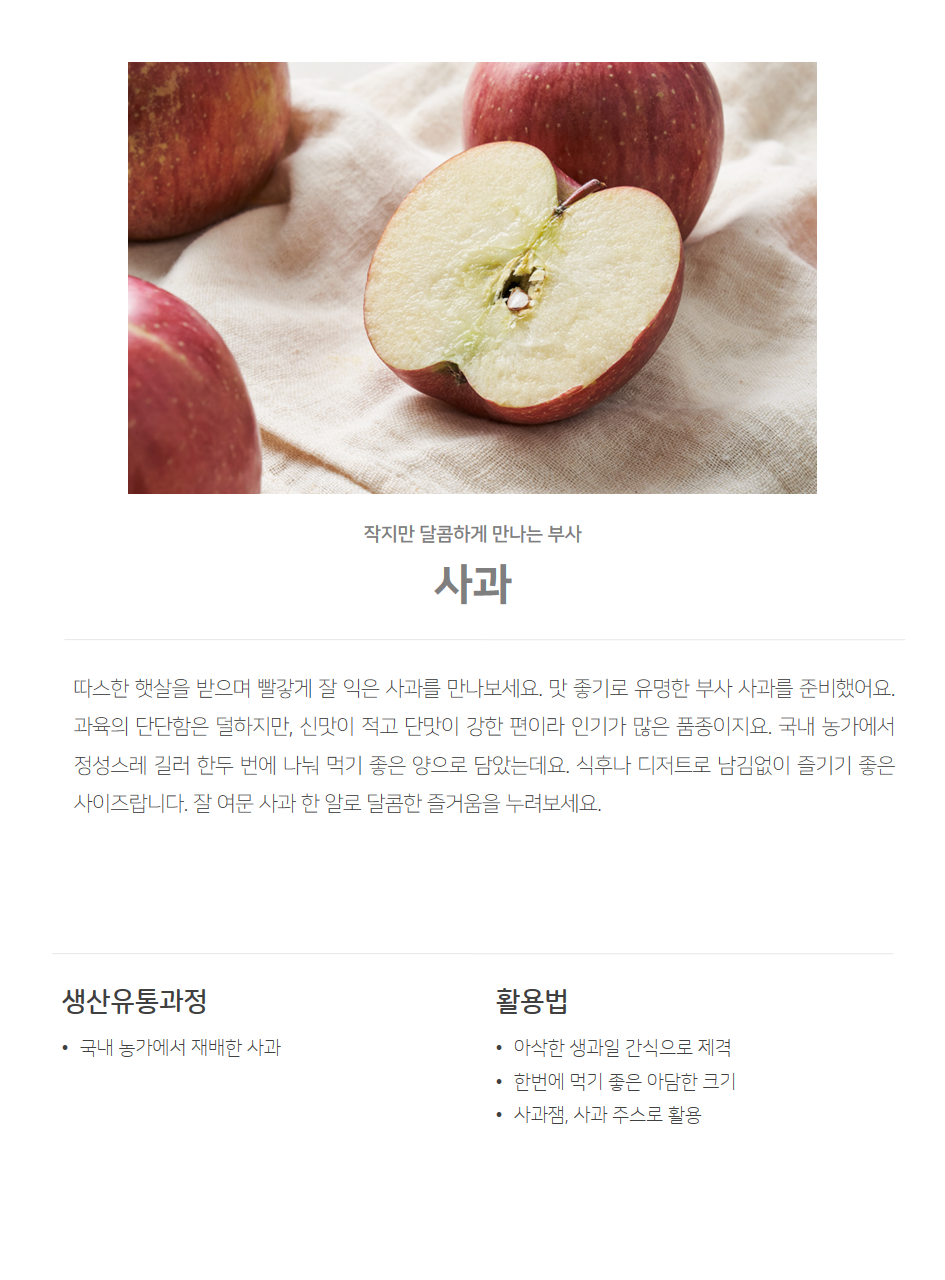 작지만 달콤하게 만나는 부사
사과
따스한 햇살을 받으며 빨갛게 잘 익은 사과를 만나보세요. 맛 좋기로 유명한 부사 사과를 준비했어요.
과육의 단단함은 덜하지만, 신맛이 적고 단맛이 강한 편이라 인기가 많은 품종이지요. 국내 농가에서
정성스레 길러 한두 번에 나눠 먹기 좋은 양으로 담았는데요. 식후나 디저트로 남김없이 즐기기 좋은
사이즈랍니다. 잘 여문 사과 한 알로 달콤한 즐거움을 누려보세요.
생산유통과정
• 국내 농가에서 재배한 사과
활용법
• 아삭한 생과일 간식으로 제격
• 한번에 먹기 좋은 아담한 크기
• 사과잼, 사과 주스로 활용